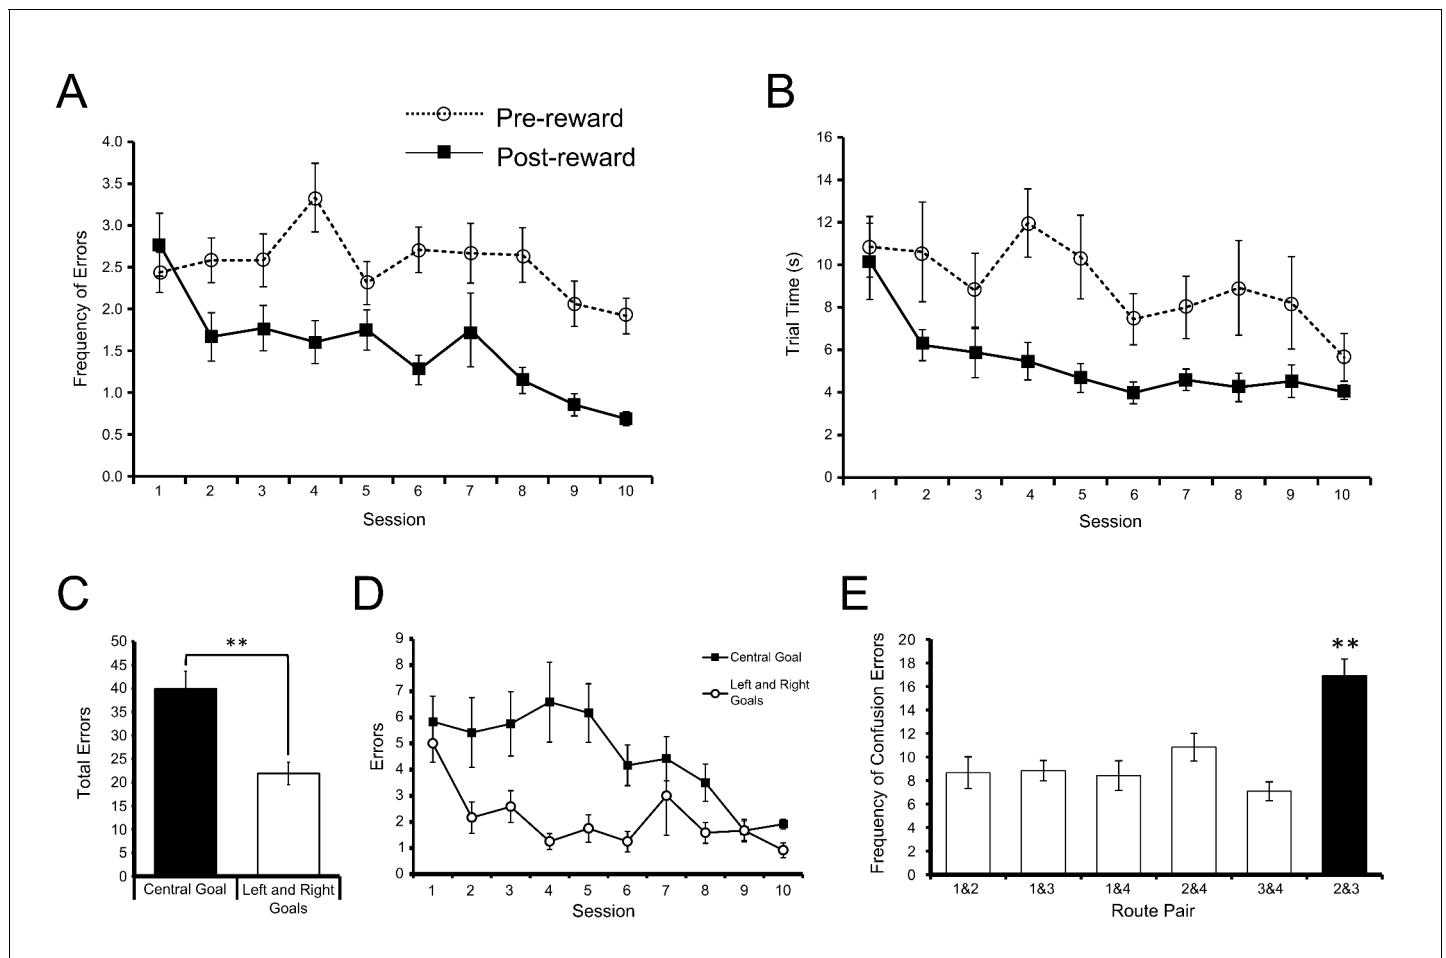 A
Pre-reward
Post-reward
4.0
3.5
3.0
2.5
2.0
1.5
1.0
0.5
0.0
Frequency of Errors
1 2 3 4 5 6 7 8 9 10
Session
B
16
14
12
10
8
6
4
2
0
Trial Time (s)
1 2 3 4 5 6 7 8 9 10
Session
C
**
50
45
40
35
30
25
20
15
10
5
0
Total Errors
Central Goal
Left and Right
Goals
D
9
8
7
6
5
4
3
2
1
0
Errors
Central Goal
Left and Right
Goals
1 2 3 4 5 6 7 8 9 10
Session
E
**
20
18
16
14
12
10
8
6
4
2
0
Frequency of Confusion Errors
1&2 1&3 1&4 2&4 3&4 2&3
Route Pair